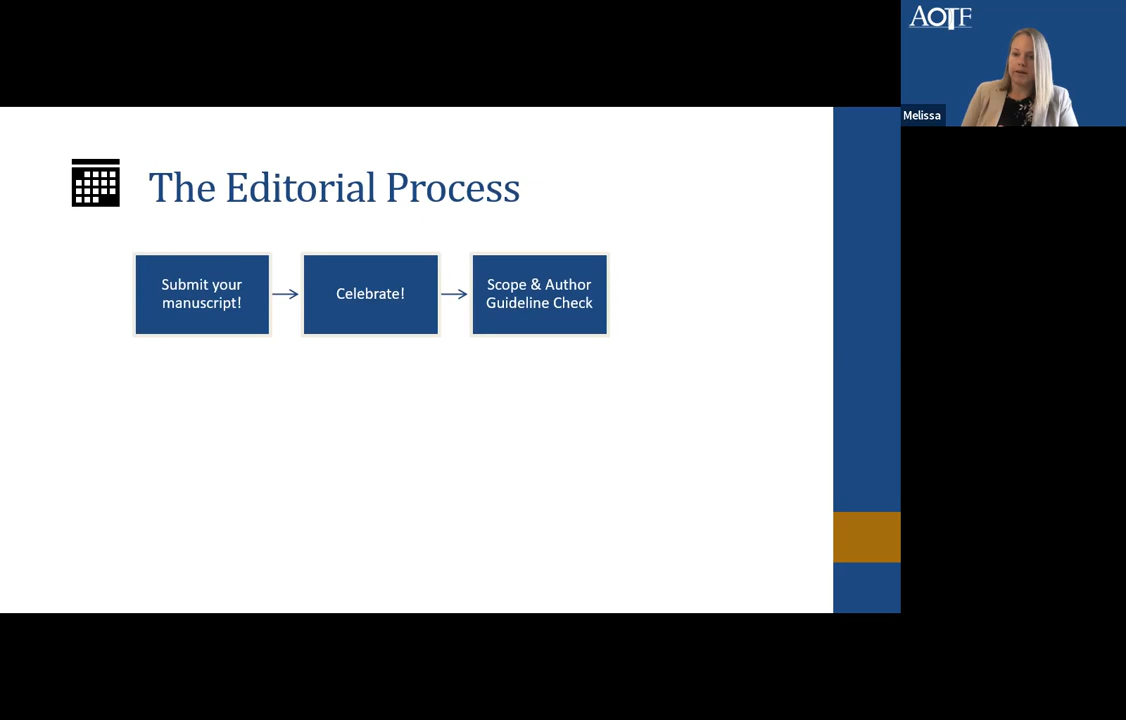 AOTF
Melissa
The Editorial Process
Submit your
manuscript!
Celebrate!
Scope & Author
Guideline Check